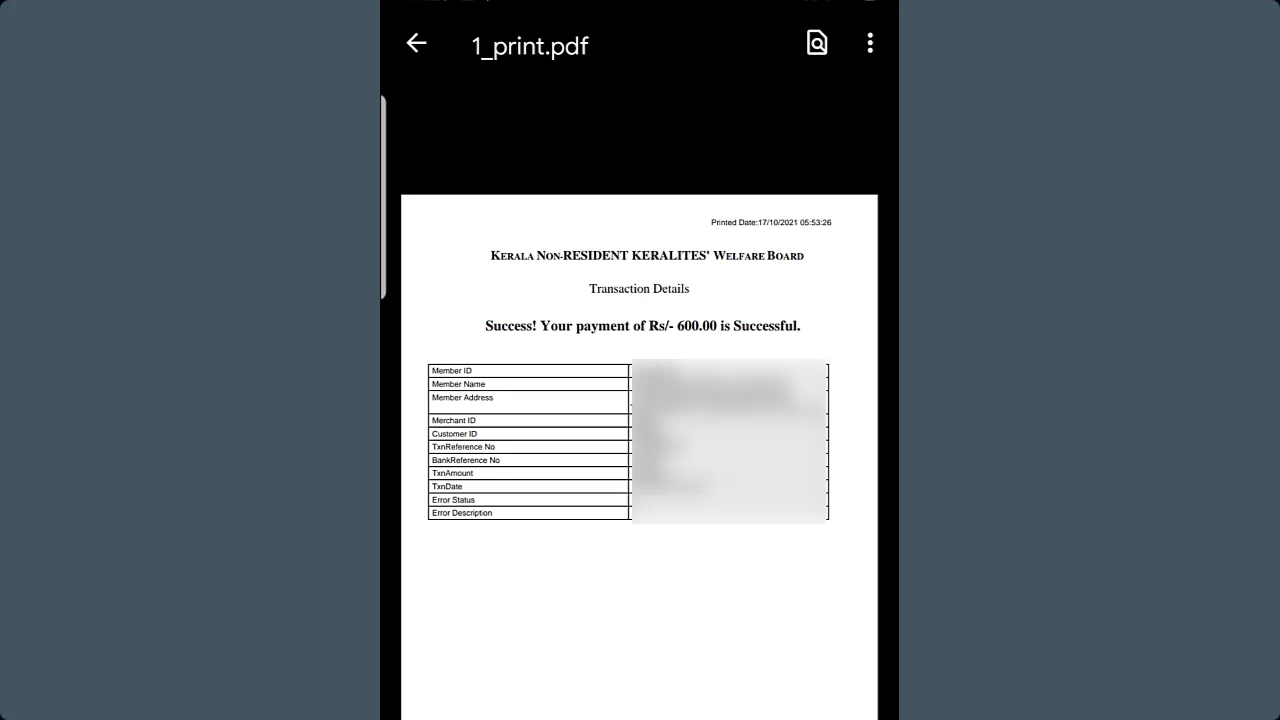 1_print.pdf
Printed Date:17/10/2021 05:53:26
KERALA NON-RESIDENT KERALITES' WELFARE BOARD
Transaction Details
Success! Your payment of Rs/- 600.00 is Successful.
Member ID
Member Name
Member Address
Merchant ID
Customer ID
TxnReference No
BankReference No
TxnAmount
TxnDate
Error Status
Error Description